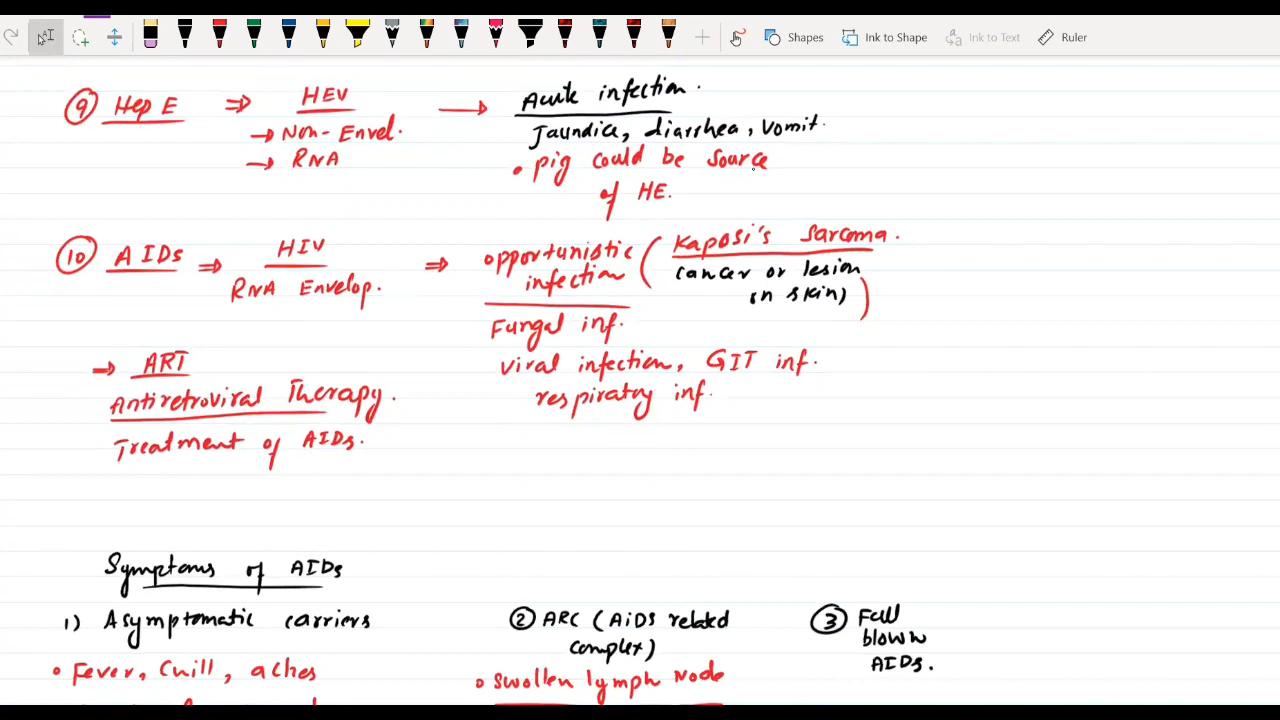 Shapes
Ink to Shape
Ink to Text
Ruler
9 Hep E ⇒ HEV → Acute infection.
→ Non-Envel.
→ RNA
Jaundice, diarrhea, vomit.
• pig could be source
of HE.
10 AIDs ⇒ HIV ⇒ opportunistic infection (Kaposi's Sarcoma.
RNA Envelop.
cancer or lesion
in skin)
Fungal inf.
viral infection, GIT inf.
respiratry inf.
→ ART
Antiretroviral Therapy.
Treatment of AIDs.
Symptoms of AIDs
1) Asymptomatic carriers
• Fever, Chill, aches
2 ARC (AiDS related
complex)
• Swollen lymph Node
3 Full
blown
AIDs.